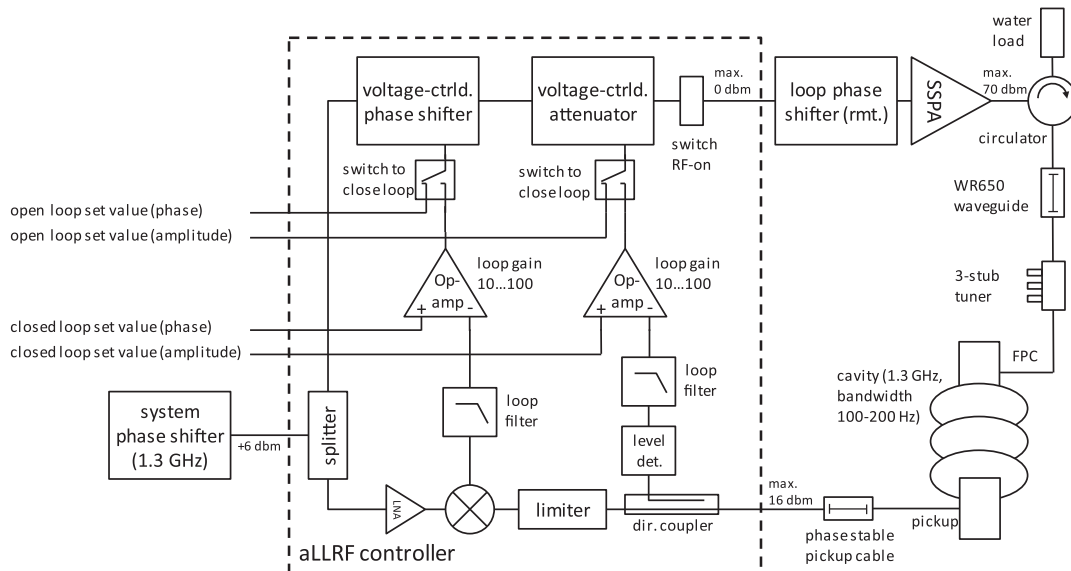 water
load
voltage-ctrld.
phase shifter
voltage-ctrld.
attenuator
max.
0 dbm
loop phase
shifter (rmt.)
SSPA
max.
70 dbm
circulator
switch
RF-on
switch to
close loop
switch to
close loop
WR650
waveguide
open loop set value (phase)
open loop set value (amplitude)
Op-
amp
+ -
loop gain
10...100
Op-
amp
+ -
loop gain
10...100
3-stub
tuner
closed loop set value (phase)
closed loop set value (amplitude)
FPC
cavity (1.3 GHz,
bandwidth
100-200 Hz)
loop
filter
loop
filter
system
phase shifter
(1.3 GHz)
+6 dbm
splitter
level
det.
LNA
limiter
dir. coupler
max.
16 dbm
pickup
phase stable
pickup cable
aLLRF controller